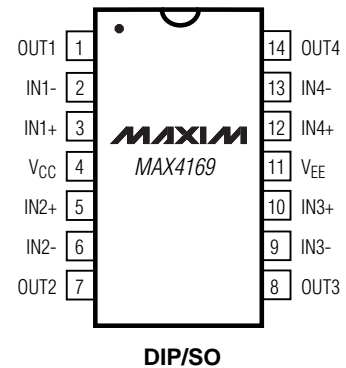 OUT1 1 14 OUT4
IN1- 2 13 IN4-
IN1+ 3 MAXIM 12 IN4+
VCC 4 MAX4169 11 VEE
IN2+ 5 10 IN3+
IN2- 6 9 IN3-
OUT2 7 8 OUT3
DIP/SO